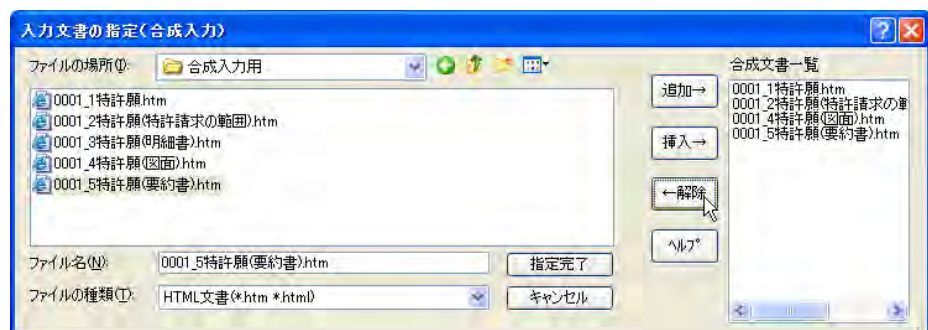 入力文書の指定(合成入力)
ファイルの場所(I):
合成入力用
合成文書一覧
0001_1特許願.htm
0001_2特許願(特許請求の範囲).htm
0001_3特許願(明細書).htm
0001_4特許願(図面).htm
0001_5特許願(要約書).htm
追加→
挿入→
←解除
ヘルプ
0001_1特許願.htm
0001_2特許願(特許請求の
0001_4特許願(図面).htm
0001_5特許願(要約書).htm
ファイル名(N):
0001_5特許願(要約書).htm
指定完了
ファイルの種類(T):
HTML文書(*.htm *.html)
キャンセル